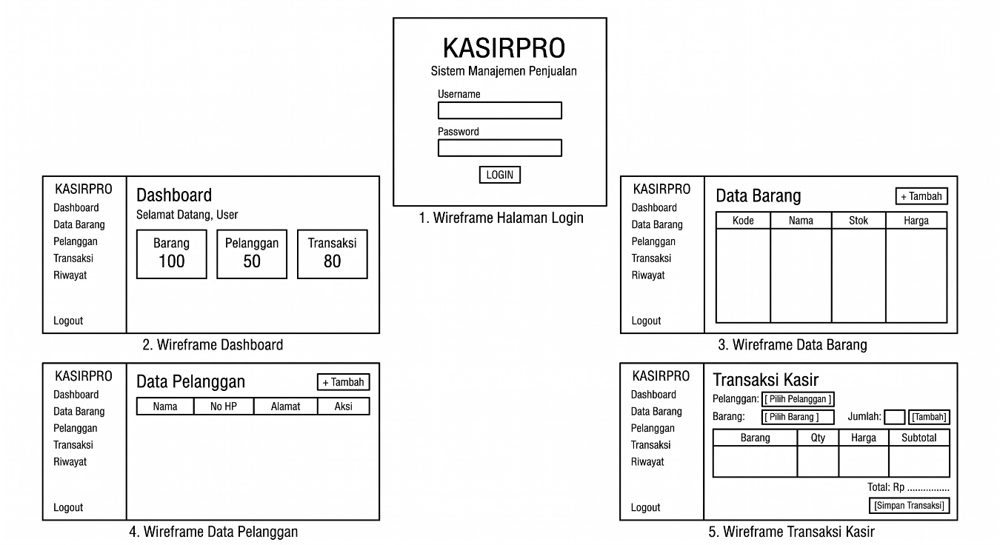 KASIRPRO
Sistem Manajemen Penjualan
Username
Password
LOGIN
1. Wireframe Halaman Login
KASIRPRO
Dashboard
Data Barang
Pelanggan
Transaksi
Riwayat
Logout
Dashboard
Selamat Datang, User
Barang Pelanggan Transaksi
100 50 80
2. Wireframe Dashboard
KASIRPRO
Dashboard
Data Barang
Pelanggan
Transaksi
Riwayat
Logout
Data Barang + Tambah
Kode Nama Stok Harga
3. Wireframe Data Barang
KASIRPRO
Dashboard
Data Barang
Pelanggan
Transaksi
Riwayat
Logout
Data Pelanggan + Tambah
Nama No HP Alamat Aksi
4. Wireframe Data Pelanggan
KASIRPRO
Dashboard
Data Barang
Pelanggan
Transaksi
Riwayat
Logout
Transaksi Kasir
Pelanggan: [ Pilih Pelanggan ]
Barang: [ Pilih Barang ] Jumlah: [Tambah]
Barang Qty Harga Subtotal
Total: Rp ................
[Simpan Transaksi]
5. Wireframe Transaksi Kasir